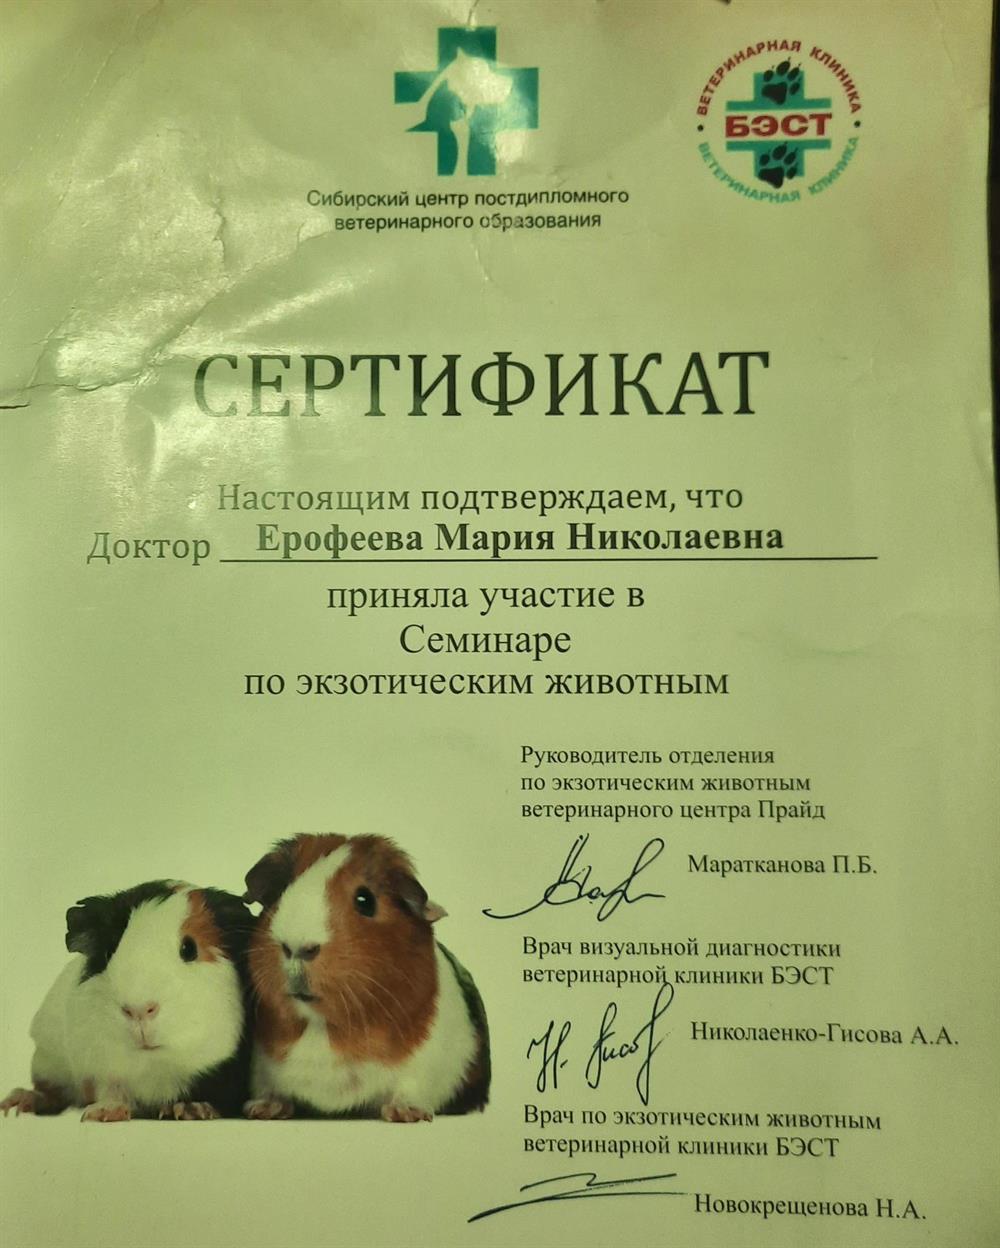 Сибирский центр постдипломного
ветеринарного образования
ВЕТЕРИНАРНАЯ КЛИНИКА
БЭСТ
ВЕТЕРИНАРНАЯ КЛИНИКА
СЕРТИФИКАТ
Настоящим подтверждаем, что
Доктор Ерофеева Мария Николаевна
приняла участие в
Семинаре
по экзотическим животным
Руководитель отделения
по экзотическим животным
ветеринарного центра Прайд
Маратканова П.Б.
Врач визуальной диагностики
ветеринарной клиники БЭСТ
Николаенко-Гисова А.А.
Врач по экзотическим животным
ветеринарной клиники БЭСТ
Новокрещенова Н.А.